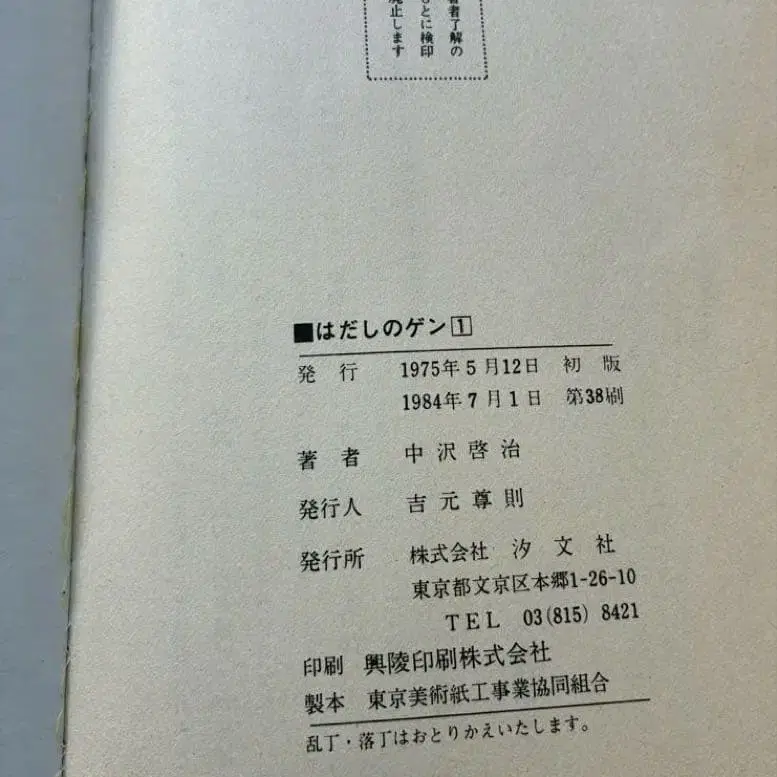 著者了解の
もとに検印
廃止します
■はだしのゲン1
発行 1975年5月12日 初版
1984年7月1日 第38刷
著者 中沢啓治
発行人 吉元尊則
発行所 株式会社 汐文社
東京都文京区本郷1-26-10
TEL 03(815)8421
印刷 興陵印刷株式会社
製本 東京美術紙工事業協同組合
乱丁・落丁はおとりかえいたします。